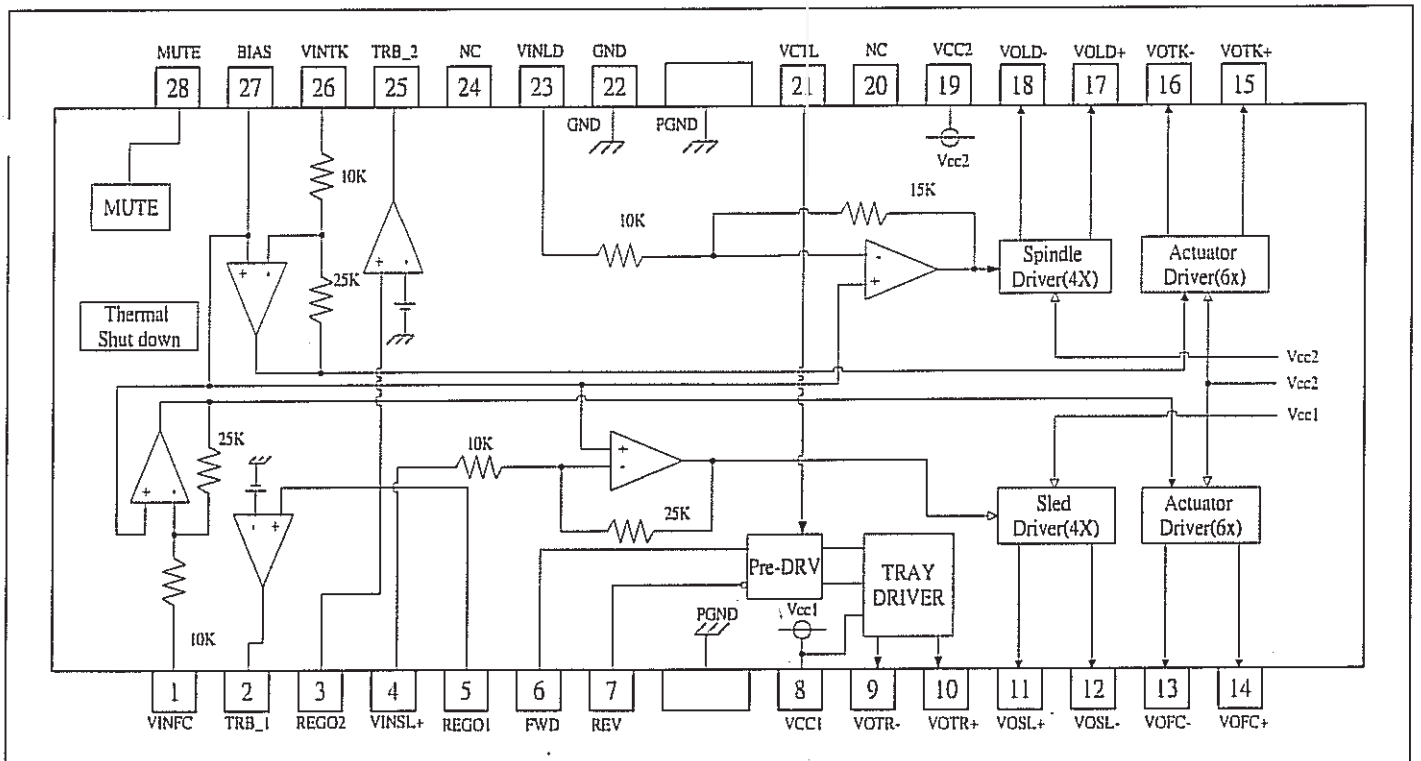 MUTE BIAS VINTK TRB_2 NC VINLD GND VCTL NC VCC2 VOLD- VOLD+ VOTK- VOTK+
28 27 26 25 24 23 22 21 20 19 18 17 16 15
GND PGND
Vcc2
10K
15K
MUTE
10K
+ -
25K
+ -
-
+
Spindle
Driver(4X)
Actuator
Driver(6x)
Thermal
Shut down
Vcc2
Vcc2
Vcc1
25K
10K
+
-
+ -
- +
25K
Sled
Driver(4X)
Actuator
Driver(6x)
Pre-DRV
TRAY
DRIVER
PGND
Vcc1
10K
1 2 3 4 5 6 7 8 9 10 11 12 13 14
VINFC TRB_1 REGO2 VINSL+ REGO1 FWD REV VCC1 VOTR- VOTR+ VOSL+ VOSL- VOFC- VOFC+